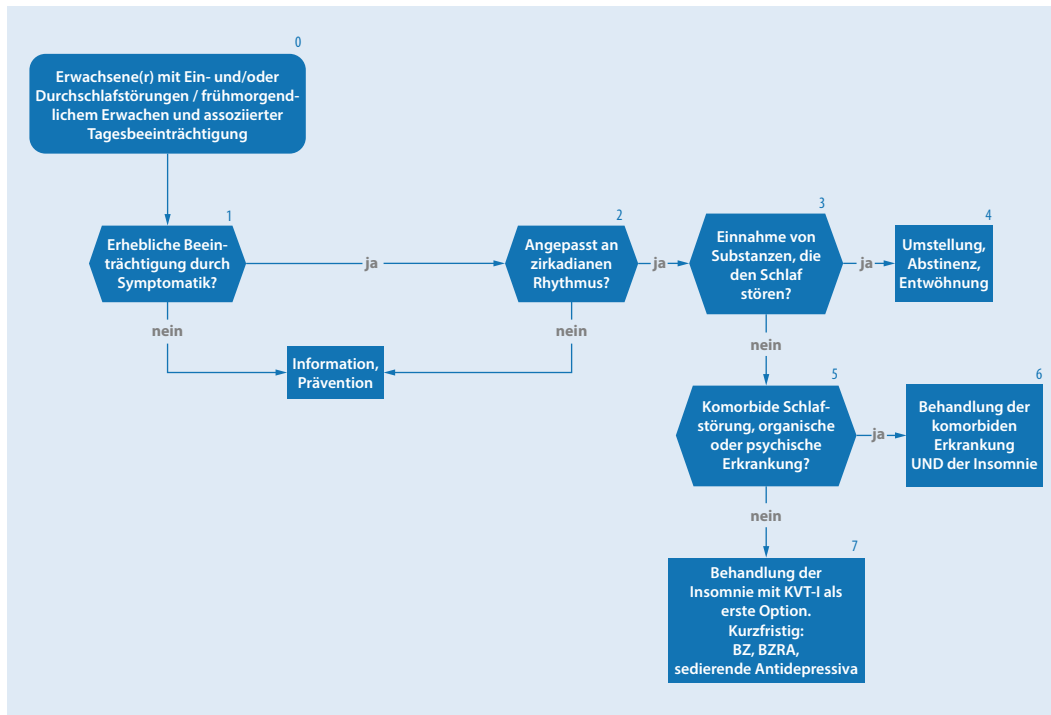 0
Erwachsene(r) mit Ein- und/oder
Durchschlafstörungen / frühmorgend-
lichem Erwachen und assoziierter
Tagesbeeinträchtigung
1
Erhebliche Beein-
trächtigung durch
Symptomatik?
ja
nein
2
Angepasst an
zirkadianen
Rhythmus?
ja
nein
Information,
Prävention
3
Einnahme von
Substanzen, die
den Schlaf
stören?
ja
nein
4
Umstellung,
Abstinenz,
Entwöhnung
5
Komorbide Schlaf-
störung, organische
oder psychische
Erkrankung?
ja
nein
6
Behandlung der
komorbiden
Erkrankung
UND der Insomnie
7
Behandlung der
Insomnie mit KVT-I als
erste Option.
Kurzfristig:
BZ, BZRA,
sedierende Antidepressiva